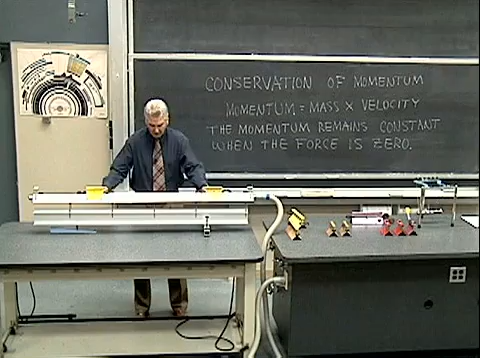 CONSERVATION OF MOMENTUM
MOMENTUM = MASS X VELOCITY
THE MOMENTUM REMAINS CONSTANT
WHEN THE FORCE IS ZERO.